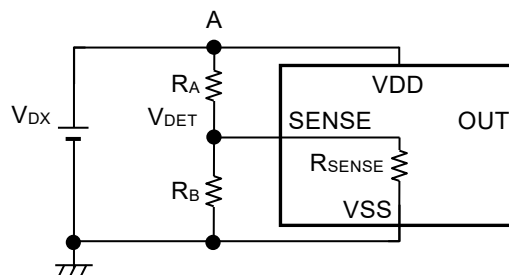 A
RA
VDD
VDX
VDET
SENSE
OUT
RSENSE
RB
VSS